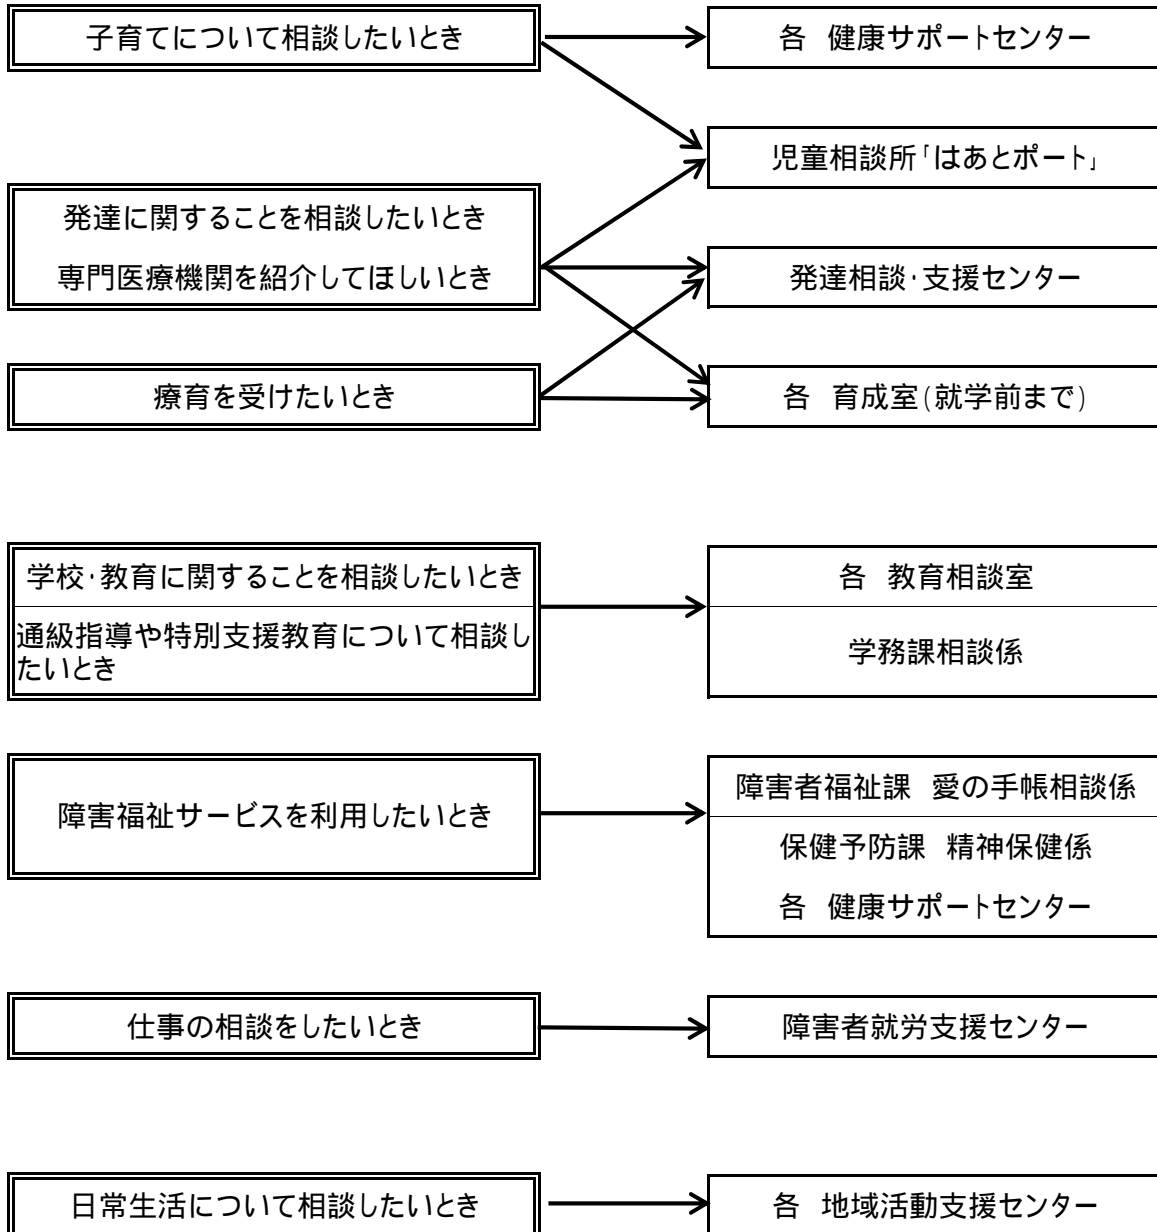 子育てについて相談したいとき
各 健康サポートセンター
児童相談所「はあとポート」
発達に関することを相談したいとき
専門医療機関を紹介してほしいとき
発達相談・支援センター
療育を受けたいとき
各 育成室(就学前まで)
学校・教育に関することを相談したいとき
各 教育相談室
通級指導や特別支援教育について相談し
たいとき
学務課相談係
障害福祉サービスを利用したいとき
障害者福祉課 愛の手帳相談係
保健予防課 精神保健係
各 健康サポートセンター
仕事の相談をしたいとき
障害者就労支援センター
日常生活について相談したいとき
各 地域活動支援センター